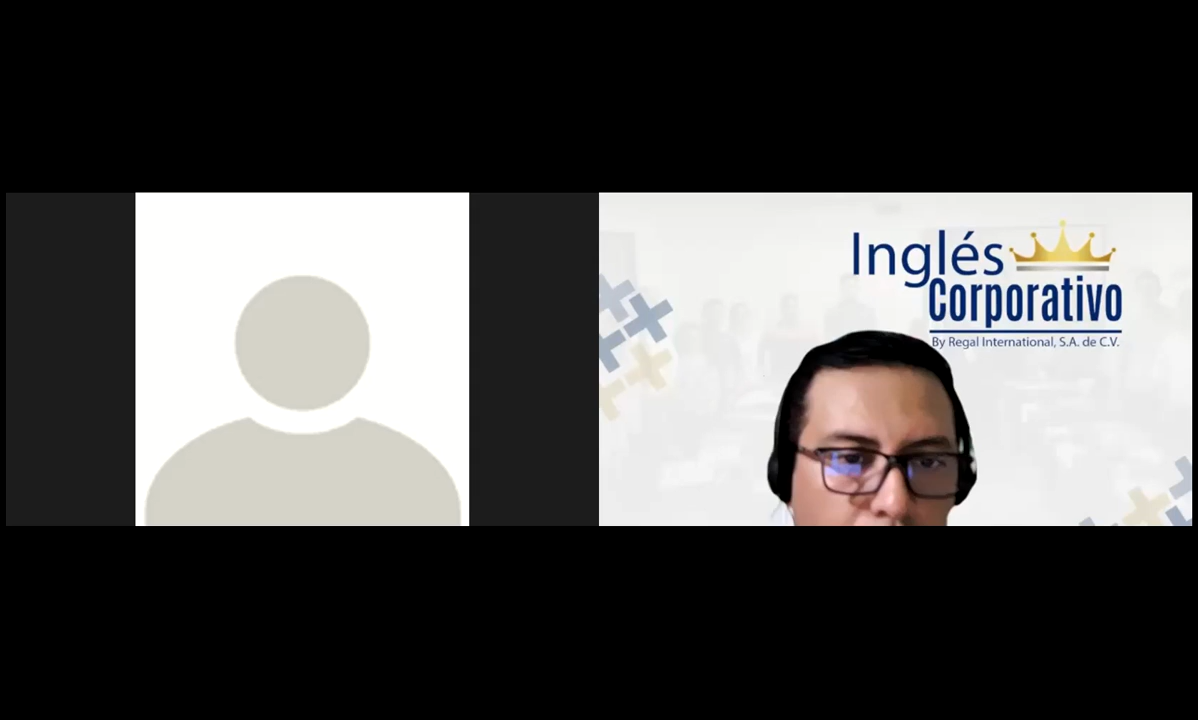 Inglés
Corporativo
By Regal International, S.A. de C.V.